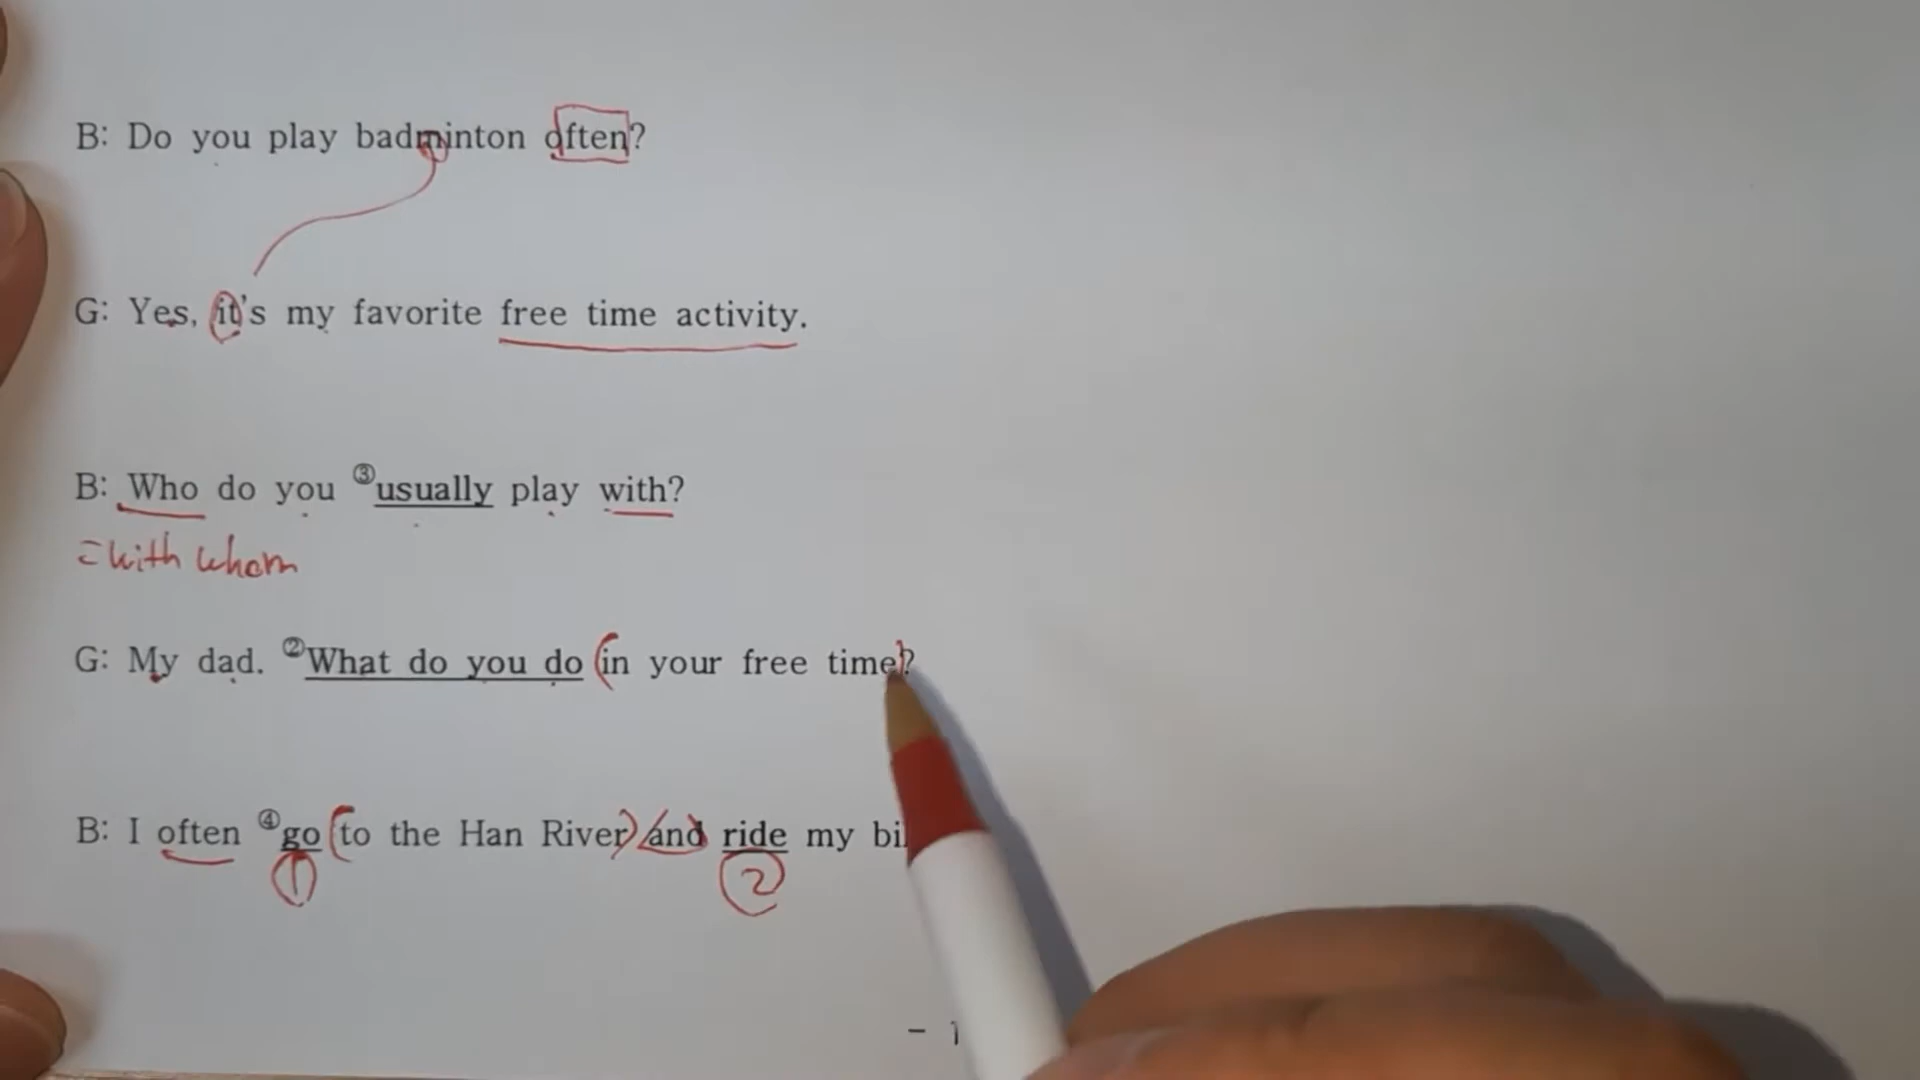 B: Do you play badminton often?
G: Yes, it's my favorite free time activity.
B: Who do you ③usually play with?
=with whom
G: My dad. ②What do you do (in your free time)?
B: I often ④go (to the Han River) and ride my
① ②
-